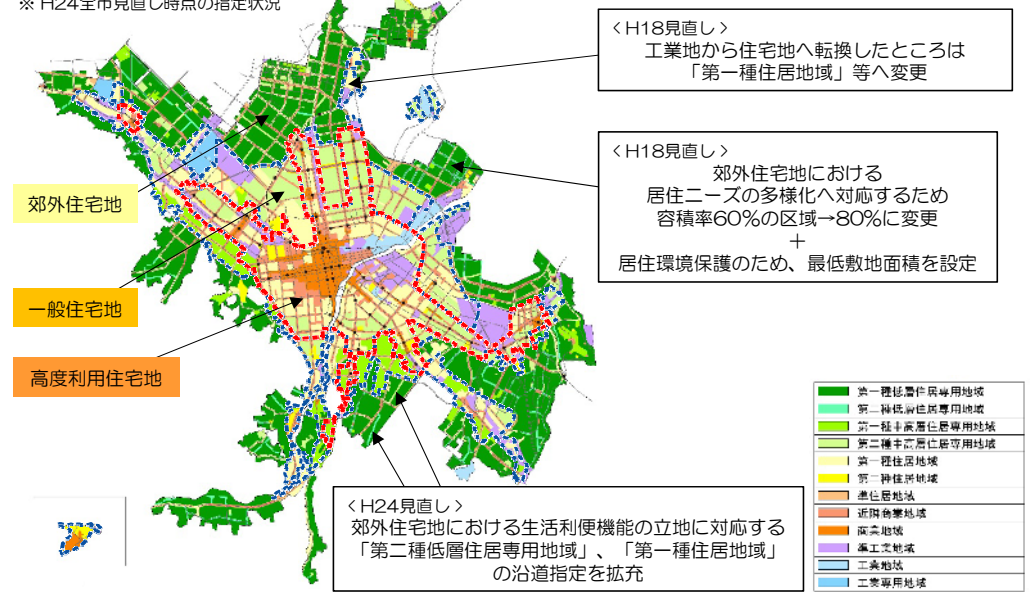 ※ H24全市見直し時点の指定状況
<H18見直し>
工業地から住宅地へ転換したところは
「第一種住居地域」等へ変更
<H18見直し>
郊外住宅地における
居住ニーズの多様化へ対応するため
容積率60%の区域→80%に変更
+
居住環境保護のため、最低敷地面積を設定
郊外住宅地
一般住宅地
高度利用住宅地
<H24見直し>
郊外住宅地における生活利便機能の立地に対応する
「第二種低層住居専用地域」、「第一種住居地域」
の沿道指定を拡充
第一種低層住居専用地域
第二種低層住居専用地域
第一種中高層住居専用地域
第二種中高層住居専用地域
第一種住居地域
第二種住居地域
準住居地域
近隣商業地域
商業地域
準工業地域
工業地域
工業専用地域